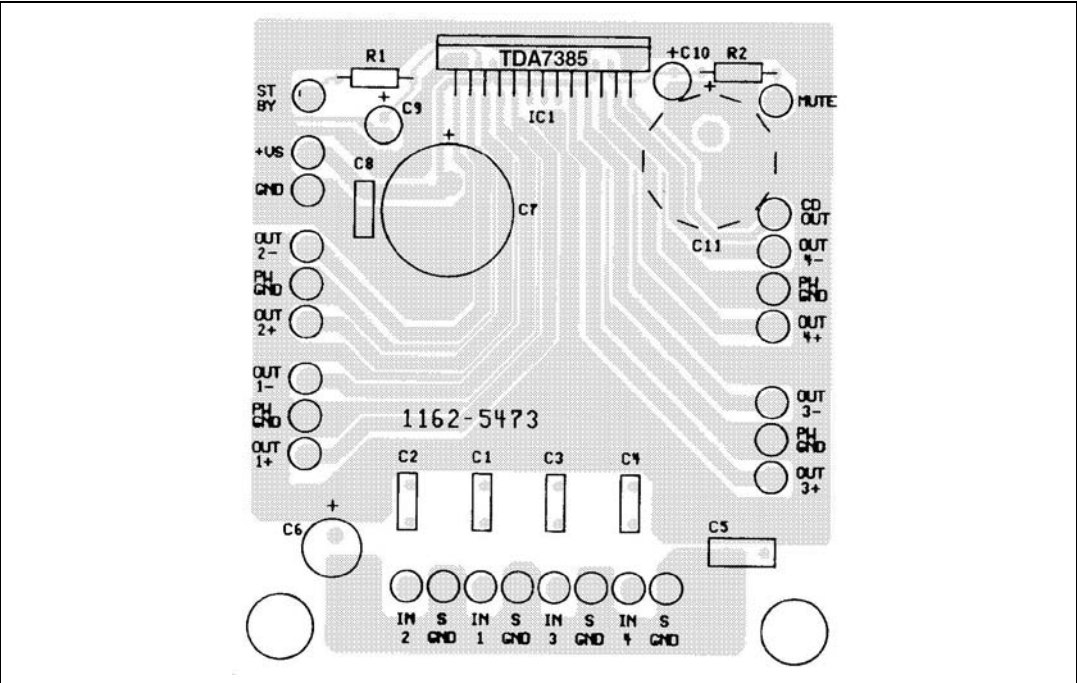 R1
TDA7385
+C10
R2
ST
BY
+
C9
IC1
+
MUTE
+VS
+
C8
GND
C7
CD
OUT
C11
OUT
2-
OUT
4-
PW
GND
PW
GND
OUT
2+
OUT
4+
OUT
1-
OUT
3-
PW
GND
1162-5473
PW
GND
OUT
1+
OUT
3+
C2
C1
C3
C4
+
C6
C5
IN
2
S
GND
IN
1
S
GND
IN
3
S
GND
IN
4
S
GND